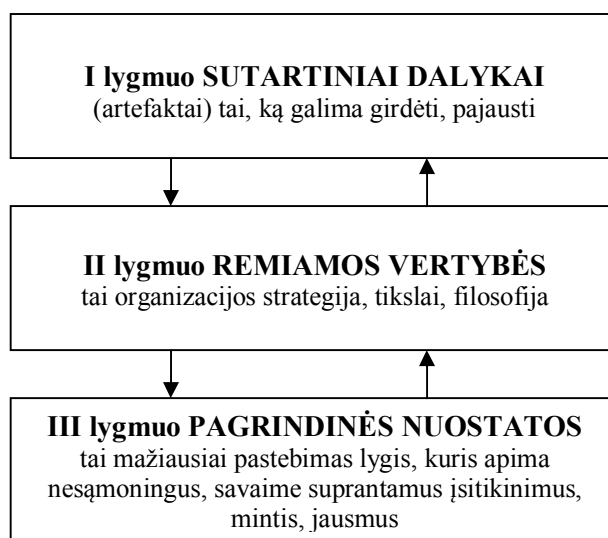 I lygmuo SUTARTINIAI DALYKAI
(artefaktai) tai, ką galima girdėti, pajausti
II lygmuo REMIAMOS VERTYBĖS
tai organizacijos strategija, tikslai, filosofija
III lygmuo PAGRINDINĖS NUOSTATOS
tai mažiausiai pastebimas lygis, kuris apima
nesąmoningus, savaime suprantamus įsitikinimus,
mintis, jausmus